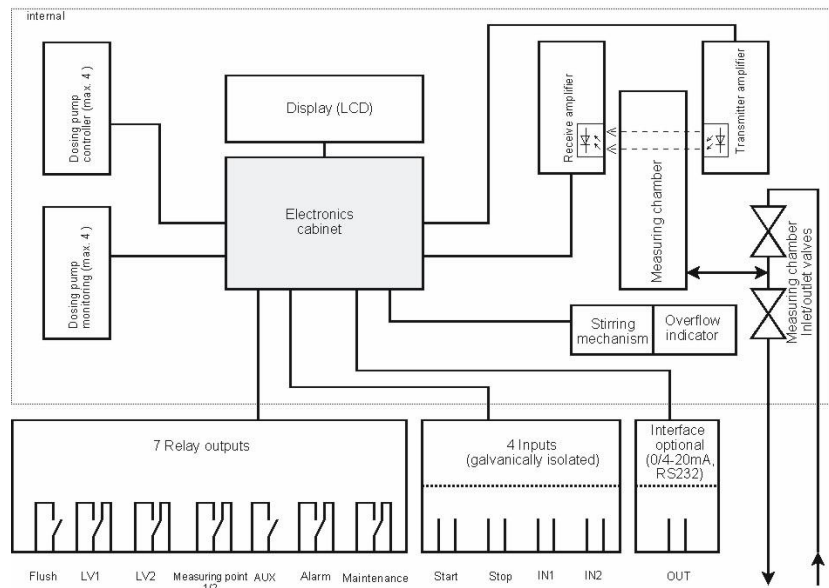 internal
Dosing pump
controller (max. 4 )
Display (LCD)
Receive amplifier
Transmitter amplifier
Measuring chamber
Electronics
cabinet
Dosing pump
monitoring (max. 4 )
Measuring chamber
Inlet/outlet valves
Stirring
mechanism
Overflow
indicator
7 Relay outputs
4 Inputs
(galvanically isolated)
Interface
optional
(0/4-20mA,
RS232)
Flush
LV1
LV2
Measuring point
1/2
AUX
Alarm
Maintenance
Start
Stop
IN1
IN2
OUT